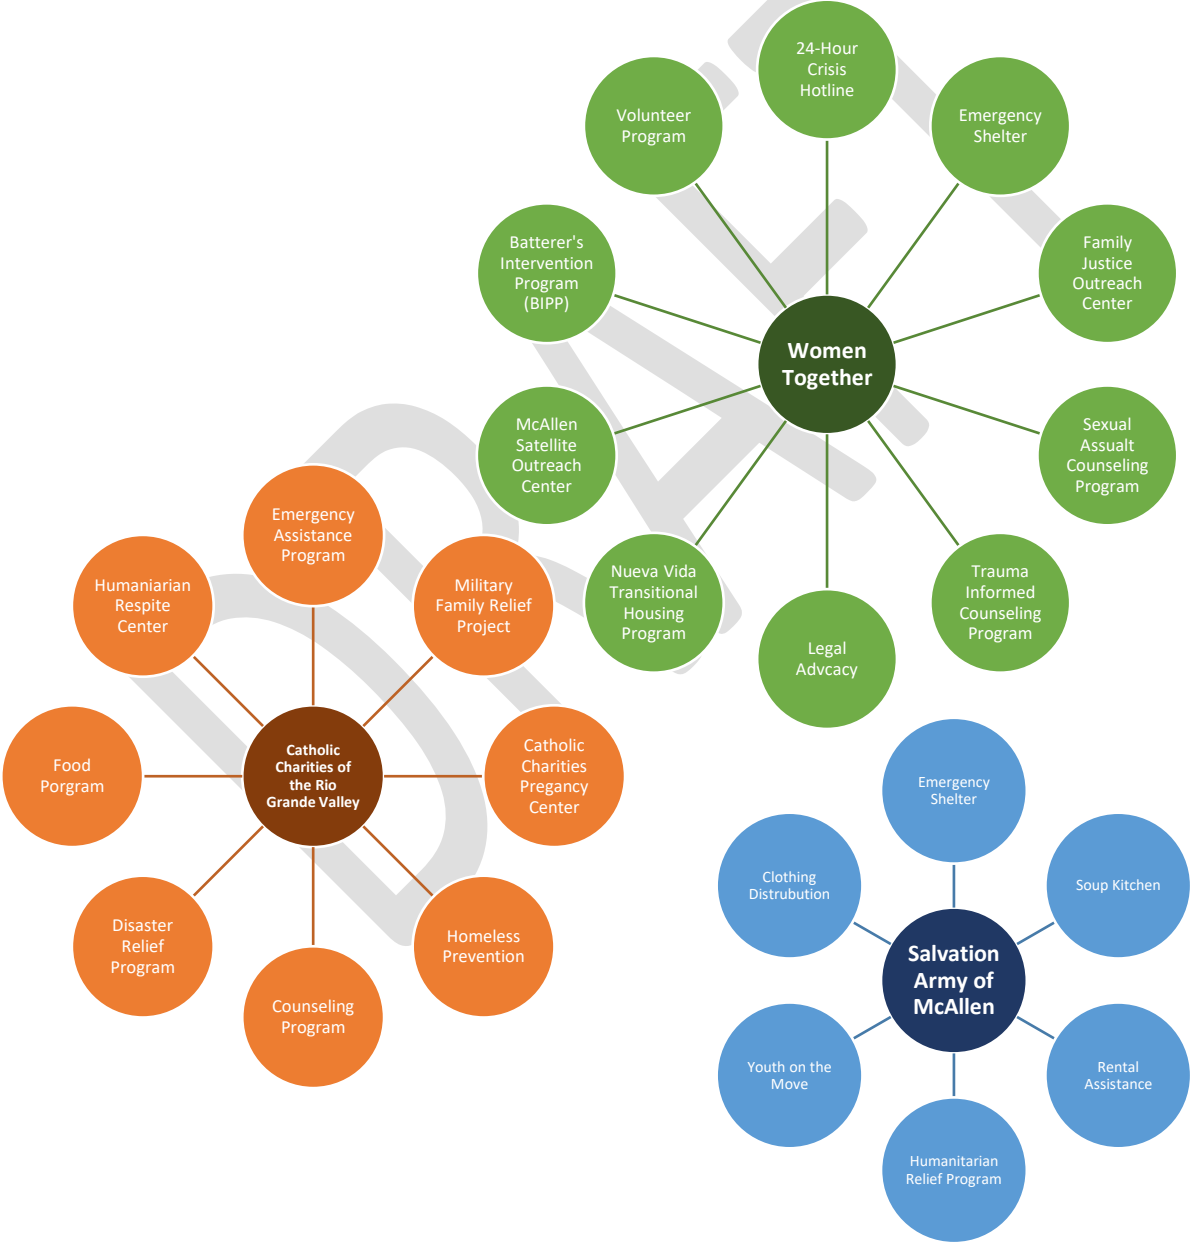 24-Hour
Crisis
Hotline
Emergency
Shelter
Family
Justice
Outreach
Center
Sexual
Assualt
Counseling
Program
Trauma
Informed
Counseling
Program
Legal
Advcacy
Nueva Vida
Transitional
Housing
Program
McAllen
Satellite
Outreach
Center
Batterer's
Intervention
Program
(BIPP)
Volunteer
Program
Women
Together
Emergency
Assistance
Program
Military
Family Relief
Project
Catholic
Charities
Pregancy
Center
Homeless
Prevention
Counseling
Program
Disaster
Relief
Program
Food
Porgram
Humaniarian
Respite
Center
Catholic
Charities of
the Rio
Grande Valley
Emergency
Shelter
Soup Kitchen
Rental
Assistance
Humanitarian
Relief Program
Youth on the
Move
Clothing
Distrubution
Salvation
Army of
McAllen
DRAFT